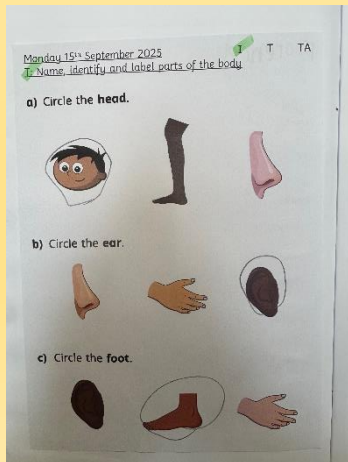 I T TA
Monday 15th September 2025
I: Name, identify and label parts of the body
a) Circle the head.
b) Circle the ear.
c) Circle the foot.